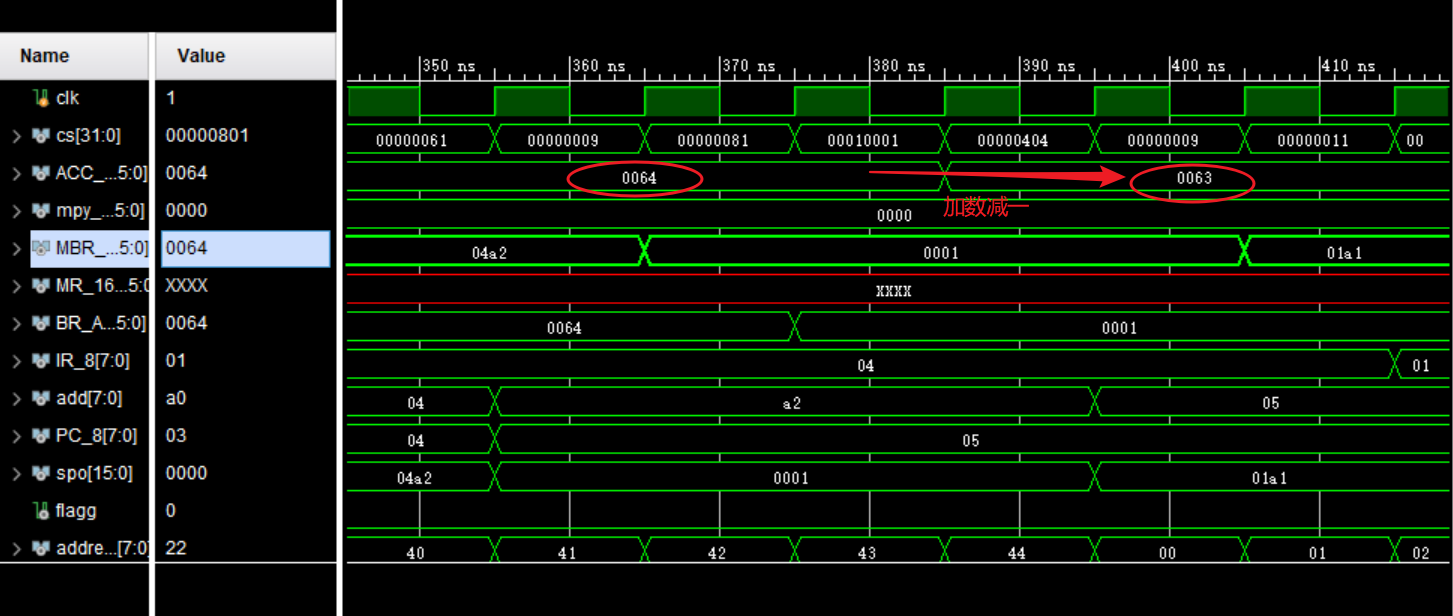 Name Value
350 ns 360 ns 370 ns 380 ns 390 ns 400 ns 410 ns
clk 1
cs[31:0] 00000801 00000061 00000009 00000081 00010001 00000404 00000009 00000011 00
ACC_...5:0] 0064 0064 0063
mpy_...5:0] 0000 0000 加数减一
MBR_...5:0] 0064 04a2 0001 01a1
MR_16...5:0 XXXX XXXX
BR_A...5:0] 0064 0064 0001
IR_8[7:0] 01 04 01
add[7:0] a0 04 a2 05
PC_8[7:0] 03 04 05
spo[15:0] 0000 04a2 0001 01a1
flagg 0
addre...[7:0] 22 40 41 42 43 44 00 01 02